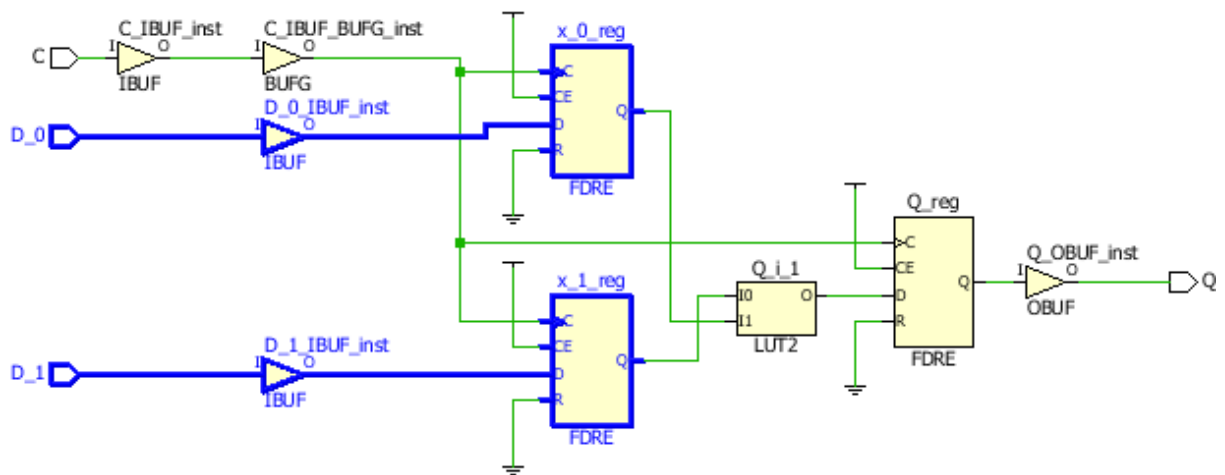 C_IBUF_inst
C_IBUF_BUFG_inst
x_0_reg
C
I
O
IBUF
I
O
BUFG
C
CE
D
R
Q
FDRE
D_0_IBUF_inst
D_0
I
O
IBUF
Q_reg
C
CE
D
R
Q
FDRE
Q_OBUF_inst
I
O
OBUF
Q
x_1_reg
C
CE
D
R
Q
FDRE
Q_i_1
I0
I1
O
LUT2
D_1_IBUF_inst
D_1
I
O
IBUF